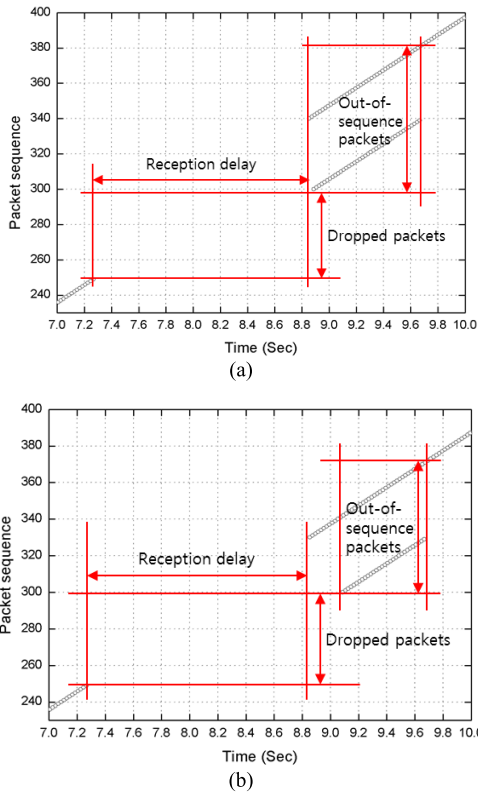 400
380
360
340
320
300
280
260
240
Packet sequence
Out-of-
sequence
packets
Reception delay
Dropped packets
7.0 7.2 7.4 7.6 7.8 8.0 8.2 8.4 8.6 8.8 9.0 9.2 9.4 9.6 9.8 10.0
Time (Sec)
(a)
400
380
360
340
320
300
280
260
240
Packet sequence
Out-of-
sequence
packets
Reception delay
Dropped packets
7.0 7.2 7.4 7.6 7.8 8.0 8.2 8.4 8.6 8.8 9.0 9.2 9.4 9.6 9.8 10.0
Time (Sec)
(b)